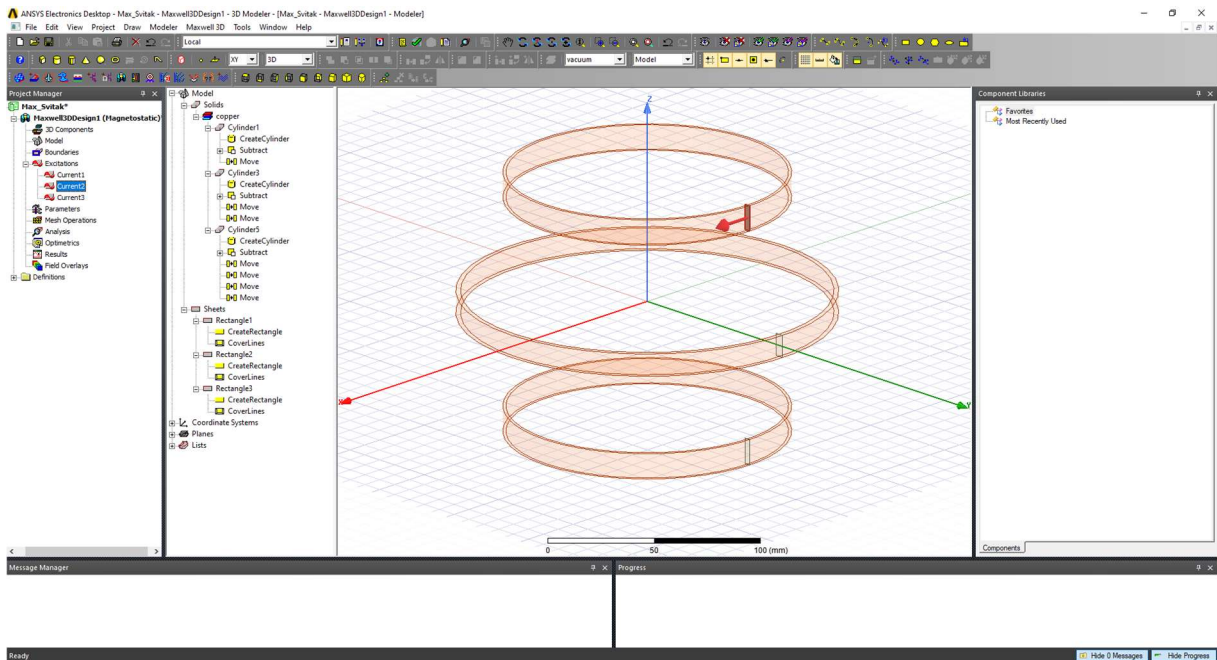 ANSYS Electronics Desktop - Max_Svitak - Maxwell3DDesign1 - 3D Modeler - [Max_Svitak - Maxwell3DDesign1 - Modeler]
File Edit View Project Draw Modeler Maxwell 3D Tools Window Help
Local
XY 3D vacuum Model
Project Manager
Max_Svitak*
Maxwell3DDesign1 (Magnetostatic)
3D Components
Model
Boundaries
Excitations
Current1
Current2
Current3
Parameters
Mesh Operations
Analysis
Optimetrics
Results
Field Overlays
Definitions
Model
Solids
copper
Cylinder1
CreateCylinder
Subtract
Move
Cylinder3
CreateCylinder
Subtract
Move
Move
Cylinder5
CreateCylinder
Subtract
Move
Move
Move
Move
Sheets
Rectangle1
CreateRectangle
CoverLines
Rectangle2
CreateRectangle
CoverLines
Rectangle3
CreateRectangle
CoverLines
Coordinate Systems
Planes
Lists
Z
X
Y
0 50 100 (mm)
Component Libraries
Favorites
Most Recently Used
Components
Message Manager
Progress
Ready
Hide 0 Messages
Hide Progress